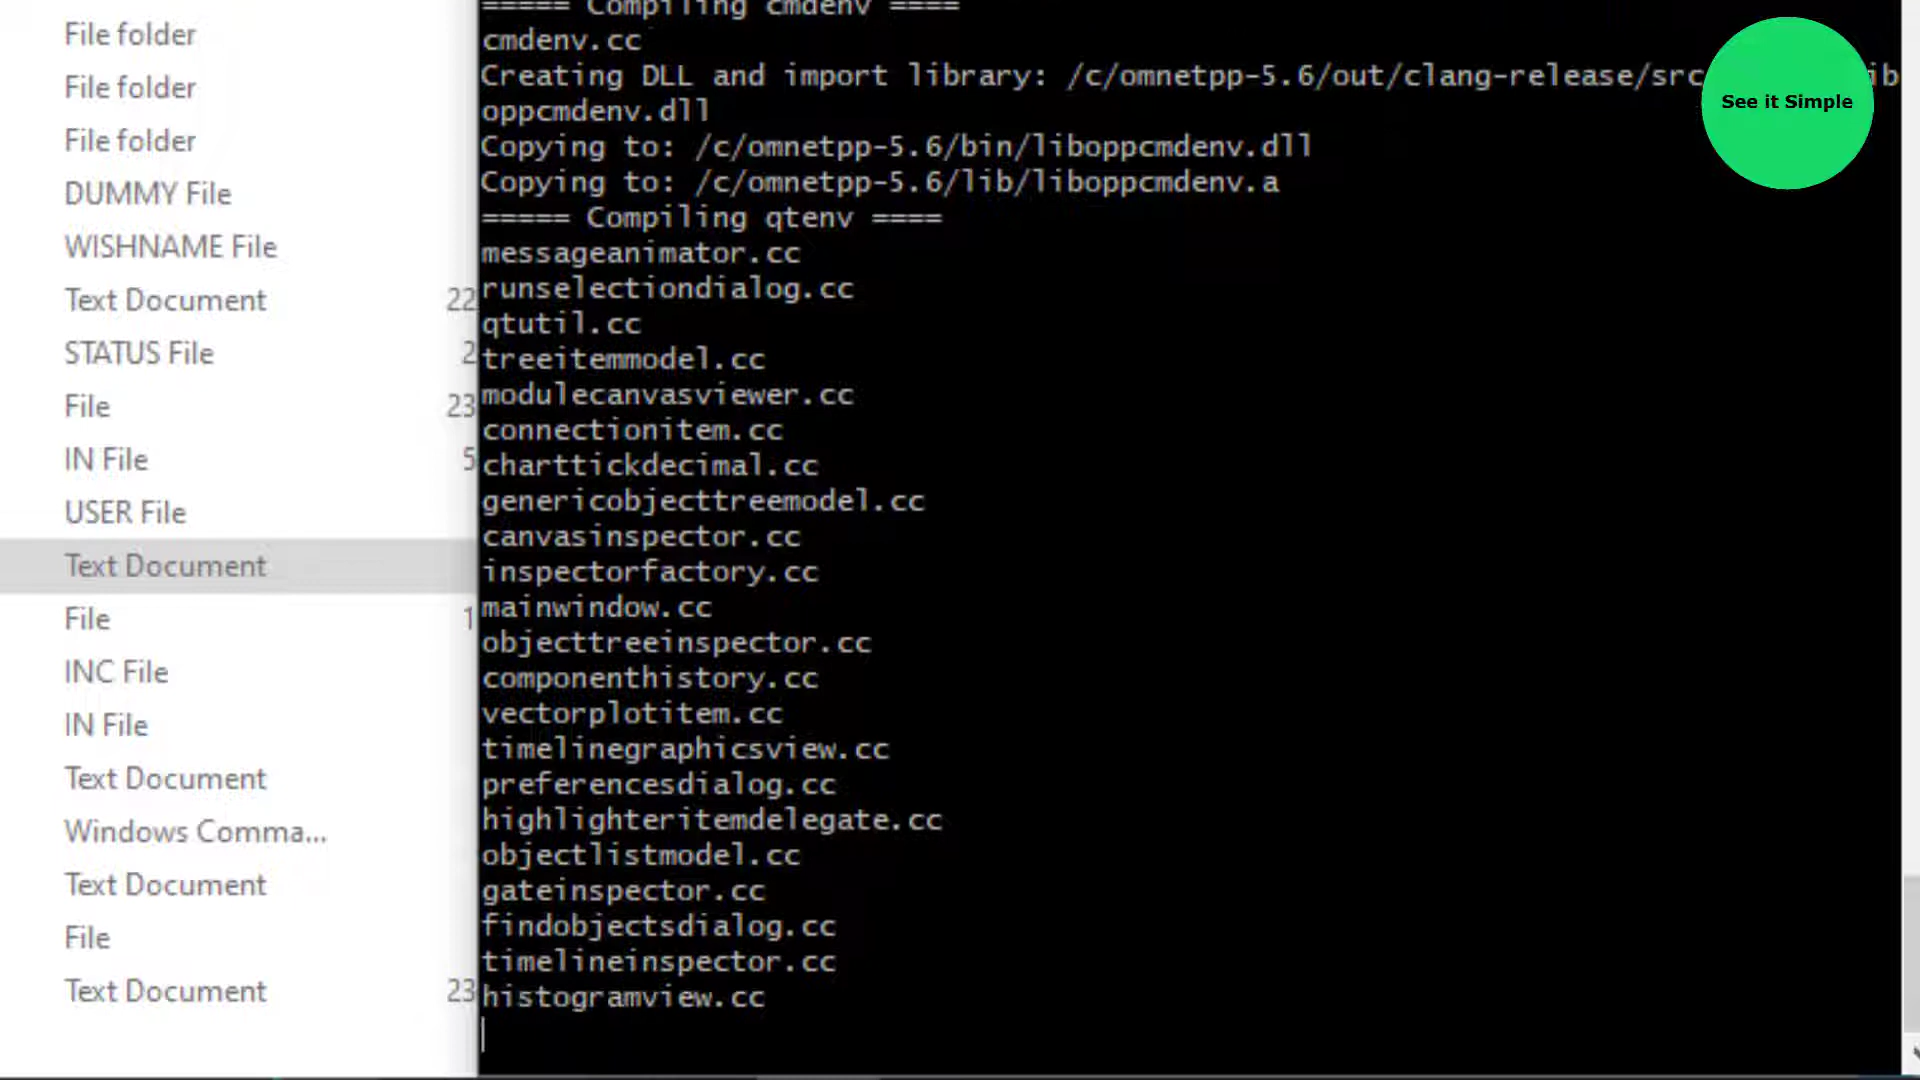 File folder
File folder
File folder
DUMMY File
WISHNAME File
Text Document 22
STATUS File 2
File 23
IN File 5
USER File
Text Document
File 1
INC File
IN File
Text Document
Windows Comma...
Text Document
File
Text Document 23
===== Compiling cmdenv ====
cmdenv.cc
Creating DLL and import library: /c/omnetpp-5.6/out/clang-release/src ib
oppcmdenv.dll
Copying to: /c/omnetpp-5.6/bin/liboppcmdenv.dll
Copying to: /c/omnetpp-5.6/lib/liboppcmdenv.a
===== Compiling qtenv ====
messageanimator.cc
runselectiondialog.cc
qtutil.cc
treeitemmodel.cc
modulecanvasviewer.cc
connectionitem.cc
charttickdecimal.cc
genericobjecttreemodel.cc
canvasinspector.cc
inspectorfactory.cc
mainwindow.cc
objecttreeinspector.cc
componenthistory.cc
vectorplotitem.cc
timelinegraphicsview.cc
preferencesdialog.cc
highlighteritemdelegate.cc
objectlistmodel.cc
gateinspector.cc
findobjectsdialog.cc
timelineinspector.cc
histogramview.cc
See it Simple